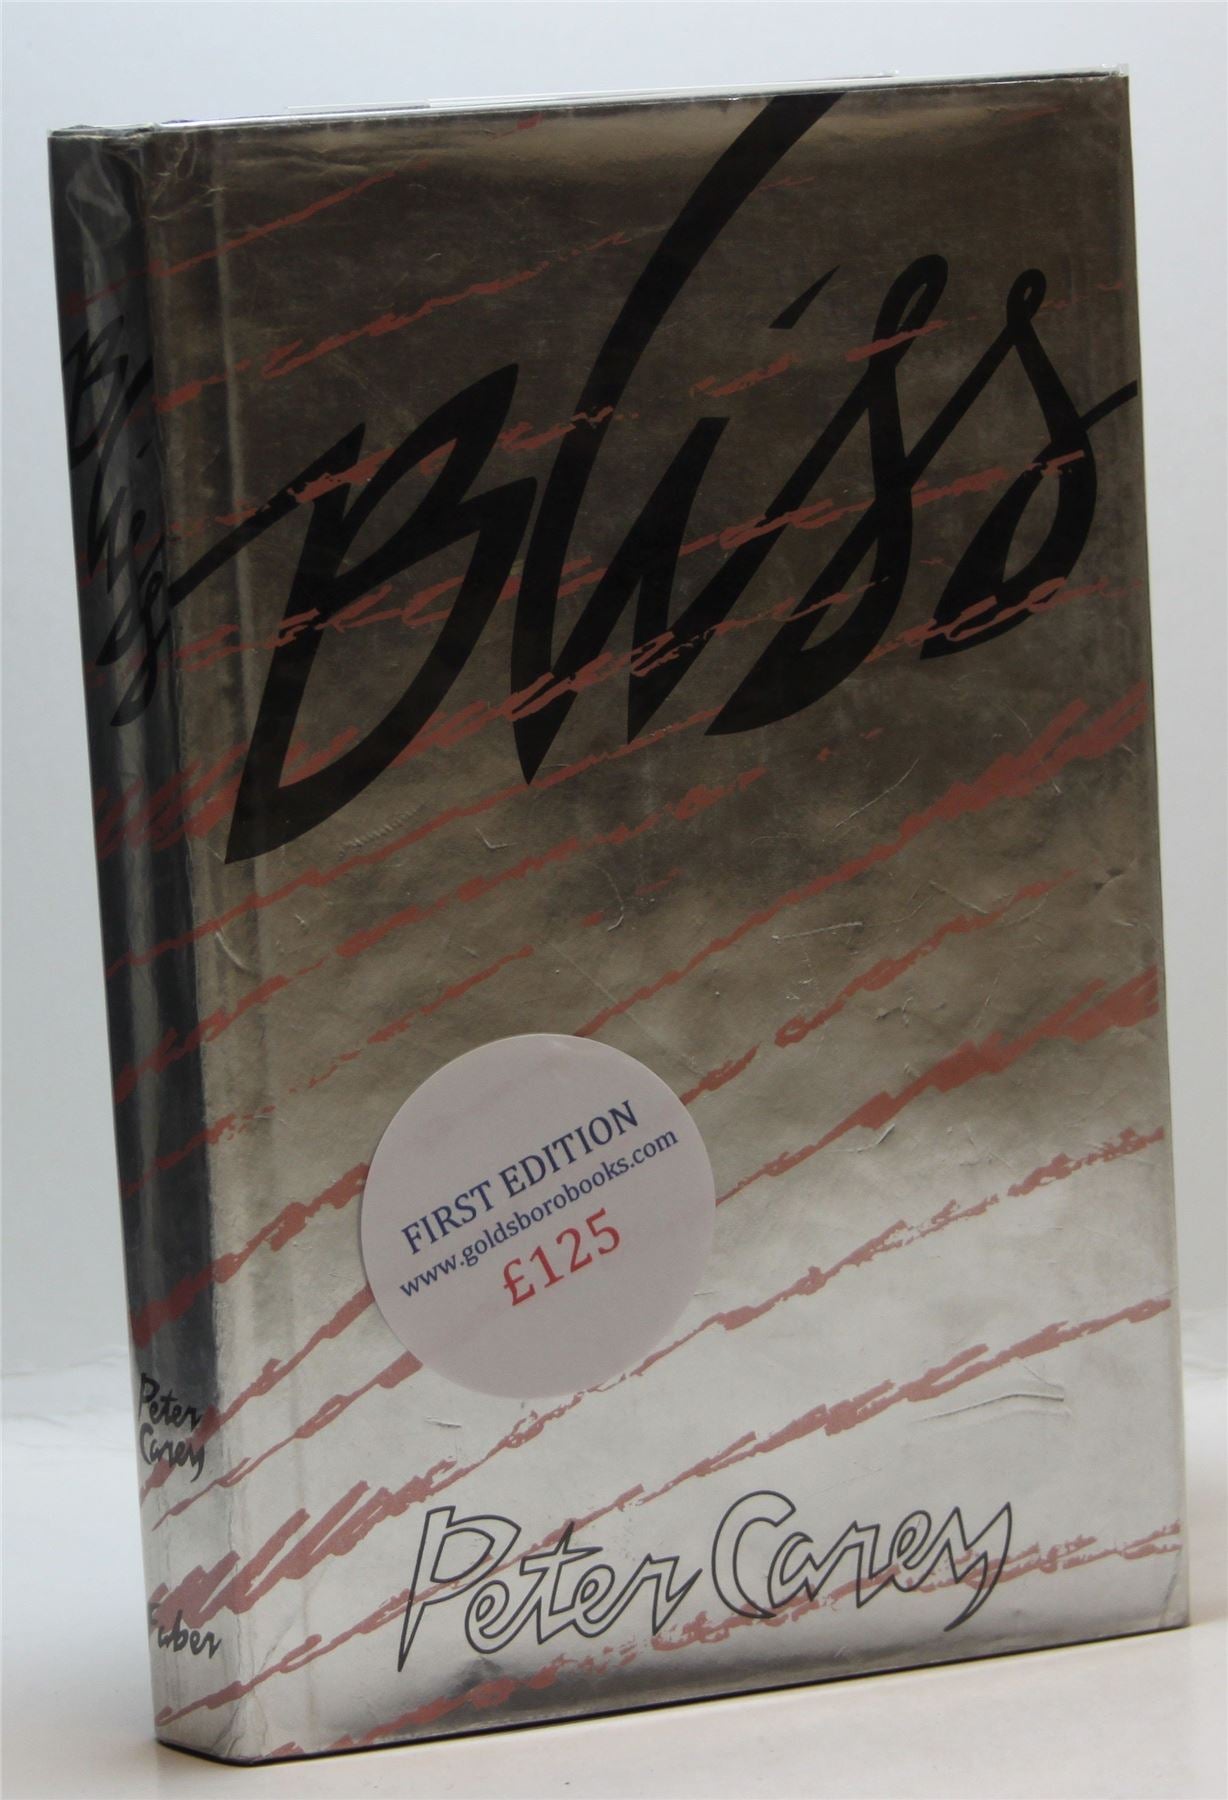 Bliss
FIRST EDITION
www.goldsborobooks.com
£125
Peter Carey
Bliss
Peter
Carey
Faber